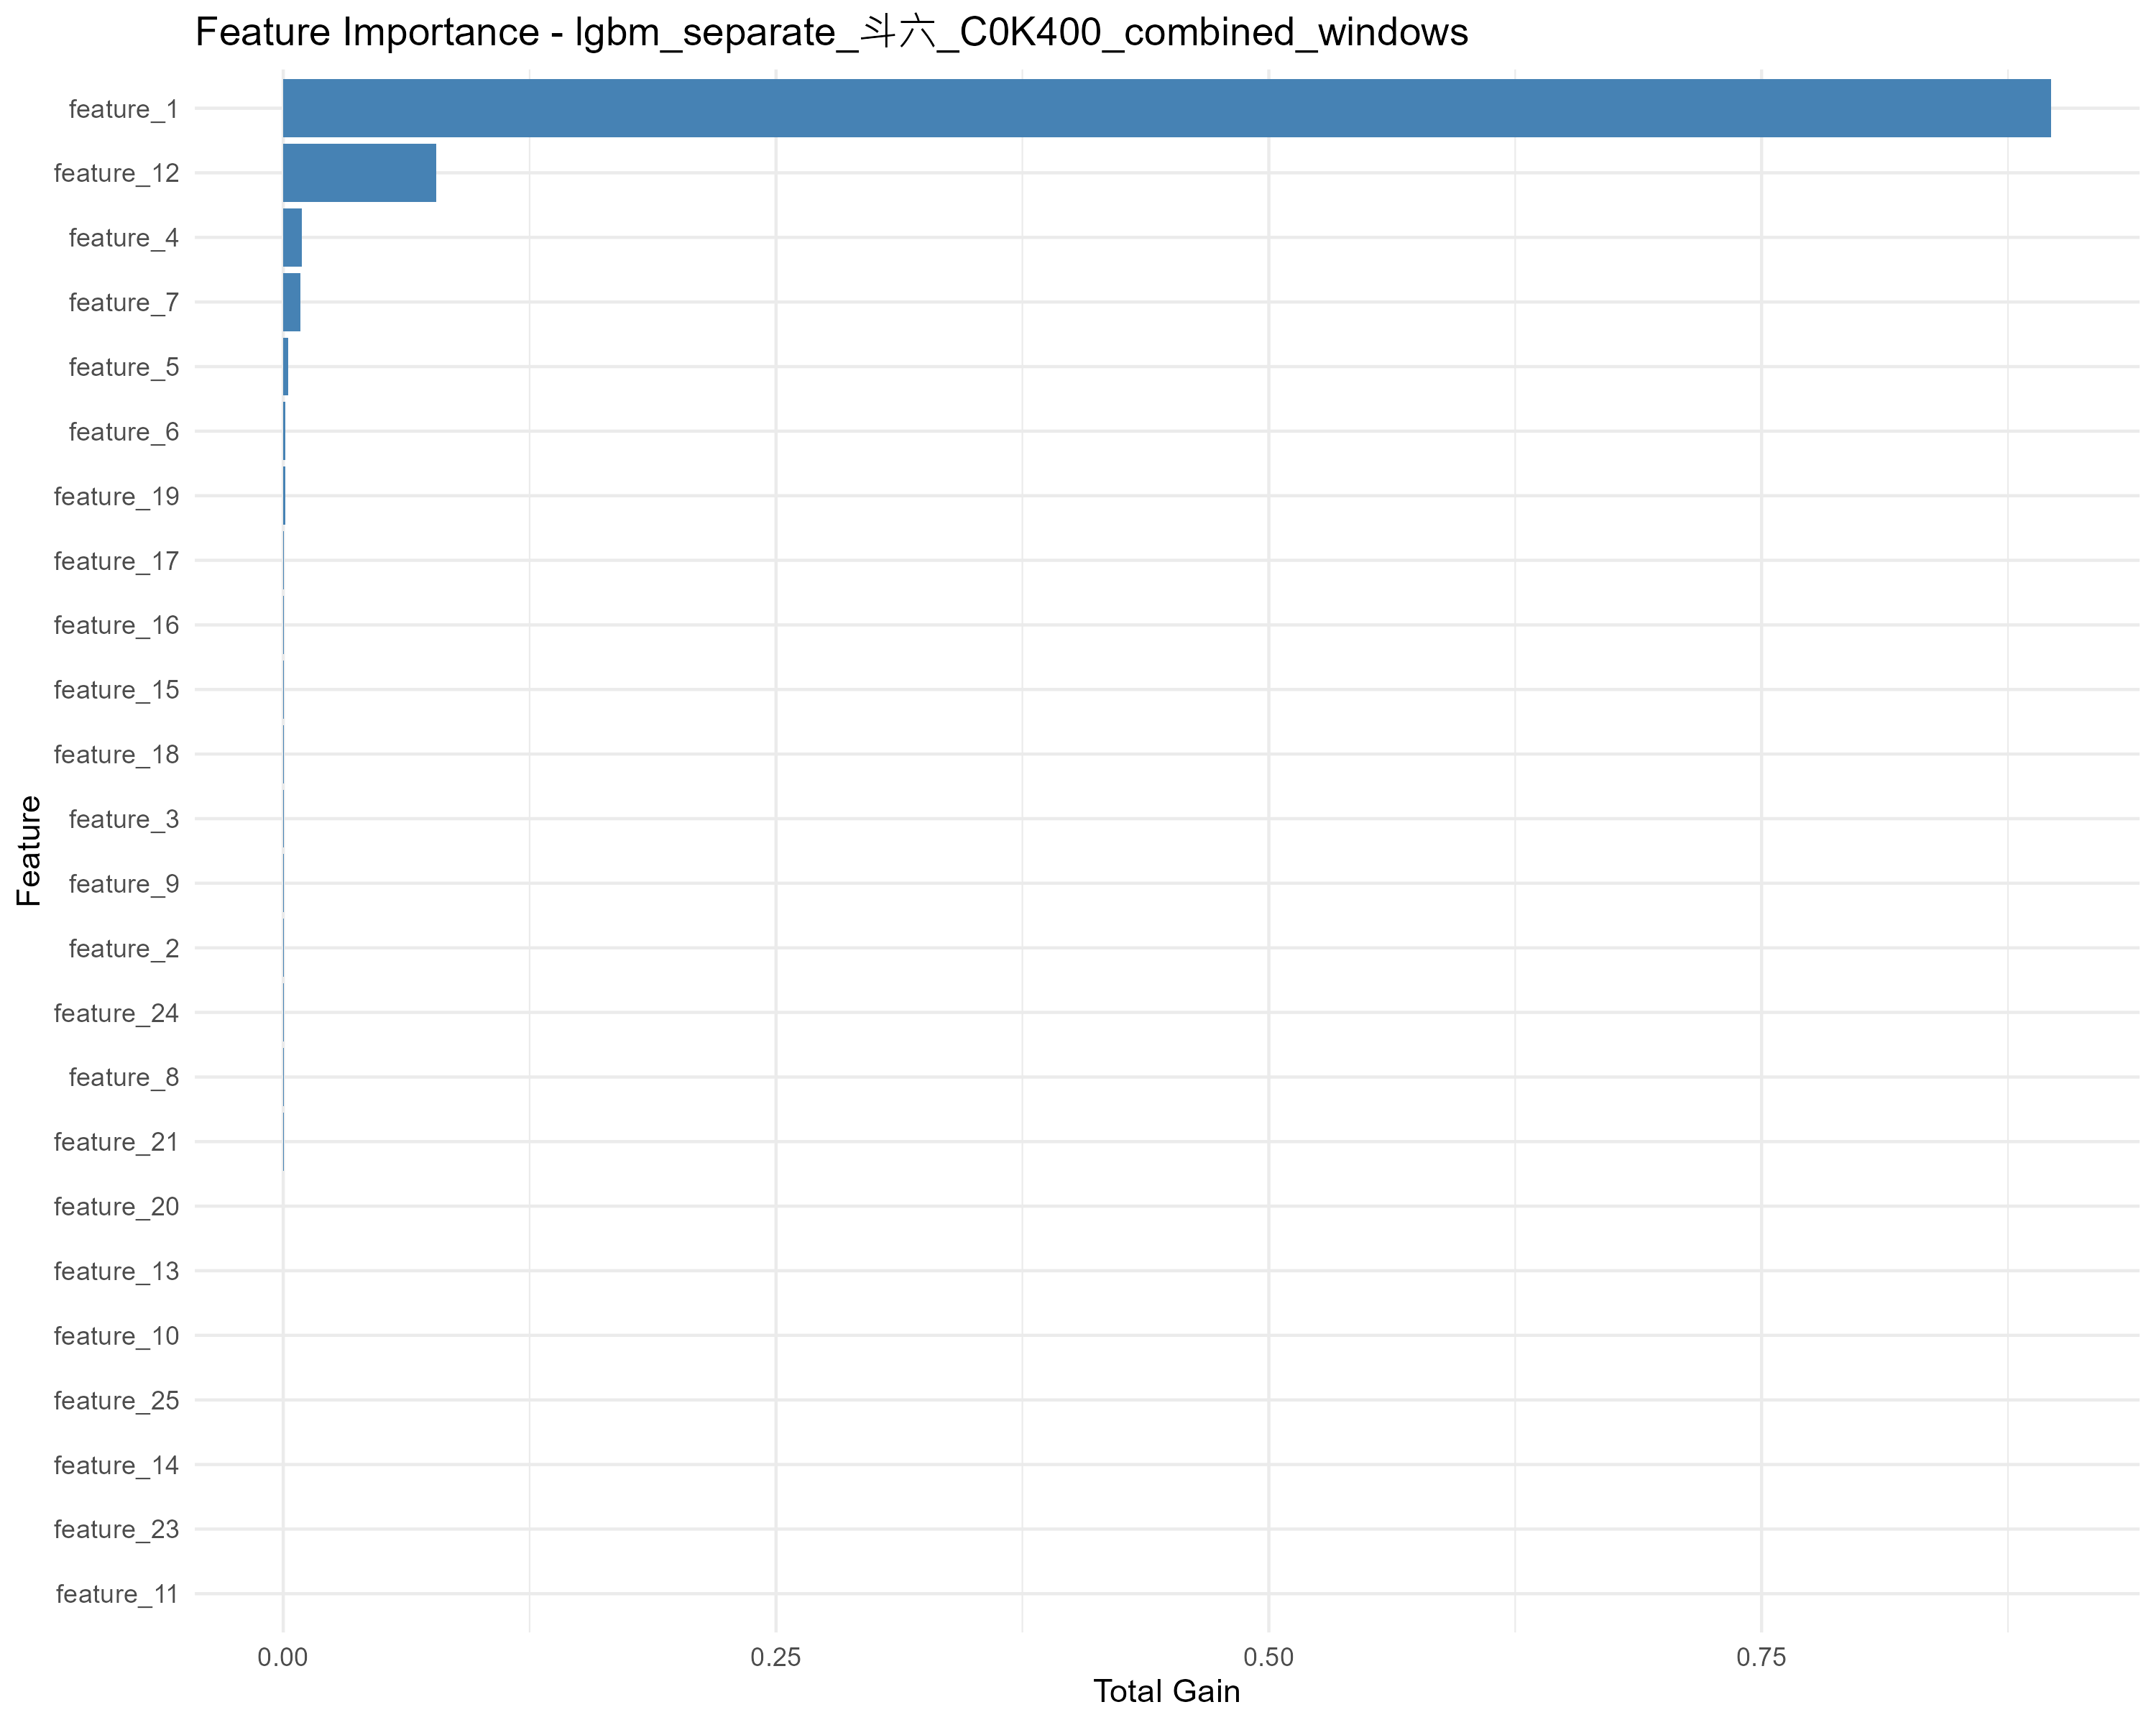 Feature Importance - lgbm_separate_斗六_C0K400_combined_windows
Feature
feature_1
feature_12
feature_4
feature_7
feature_5
feature_6
feature_19
feature_17
feature_16
feature_15
feature_18
feature_3
feature_9
feature_2
feature_24
feature_8
feature_21
feature_20
feature_13
feature_10
feature_25
feature_14
feature_23
feature_11
0.00 0.25 0.50 0.75
Total Gain